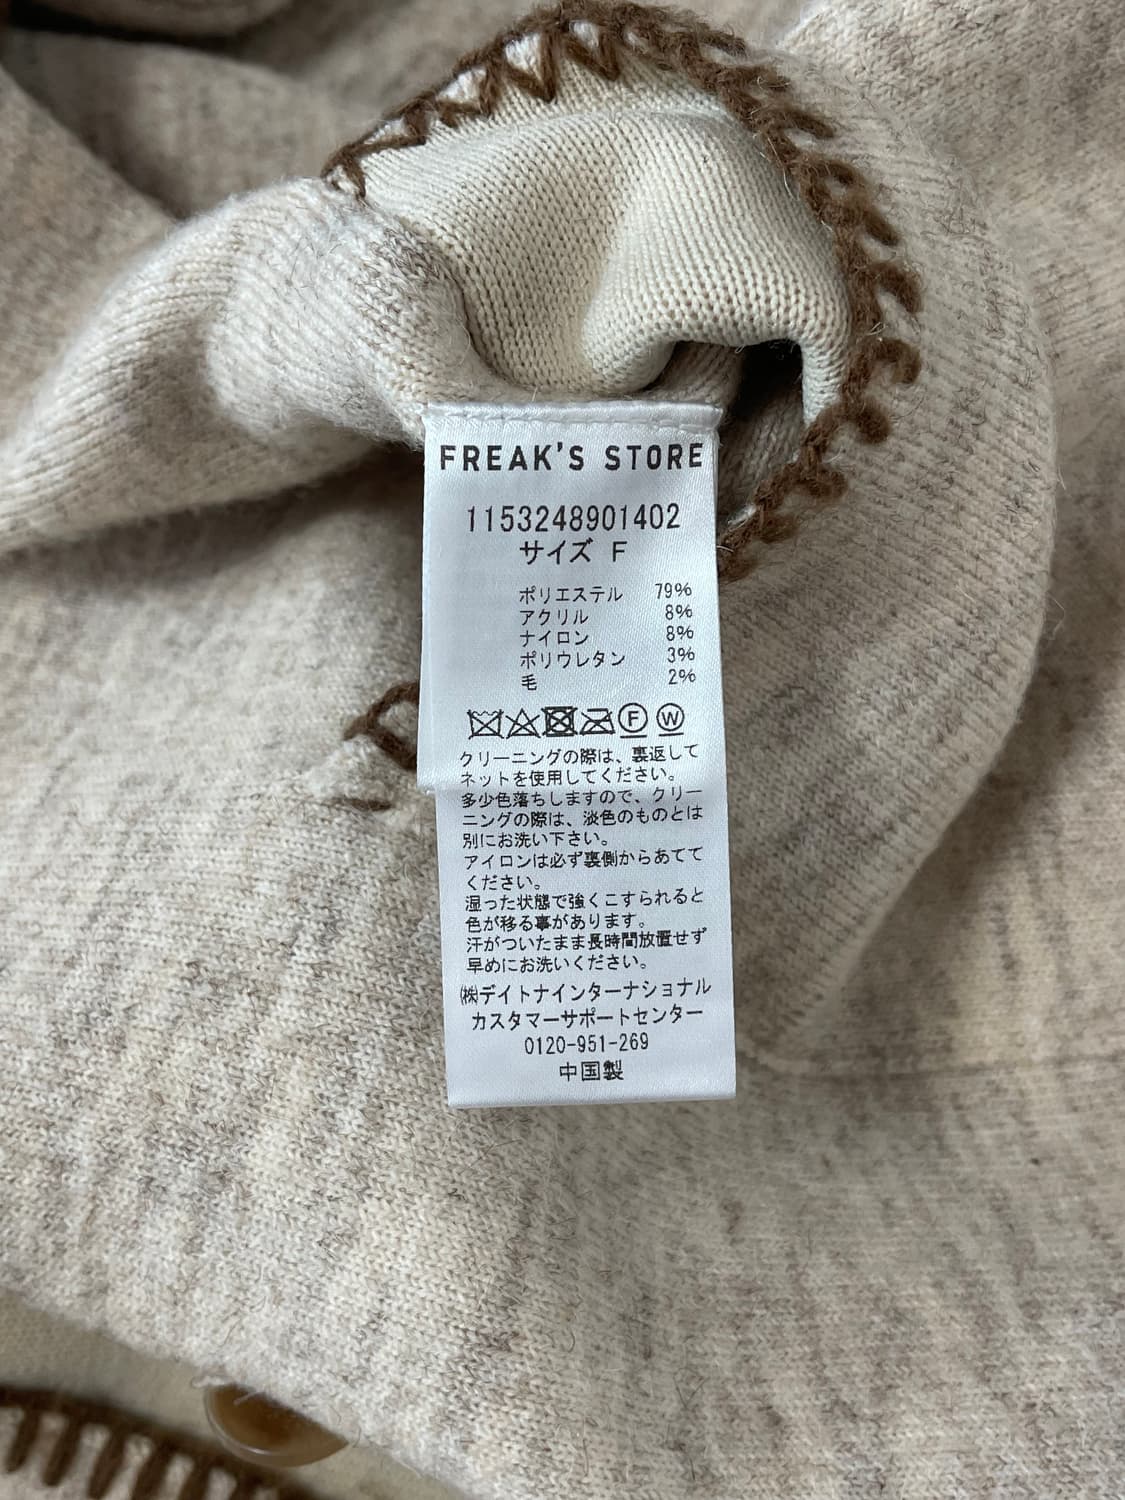 FREAK'S STORE
1153248901402
サイズ F
ポリエステル 79%
アクリル 8%
ナイロン 8%
ポリウレタン 3%
毛 2%
F W
クリーニングの際は、裏返して
ネットを使用してください。
多少色落ちしますので、クリー
ニングの際は、淡色のものとは
別にお洗い下さい。
アイロンは必ず裏側からあてて
ください。
湿った状態で強くこすられると
色が移る事があります。
汗がついたまま長時間放置せず
早めにお洗いください。
㈱デイトナインターナショナル
カスタマーサポートセンター
0120-951-269
中国製